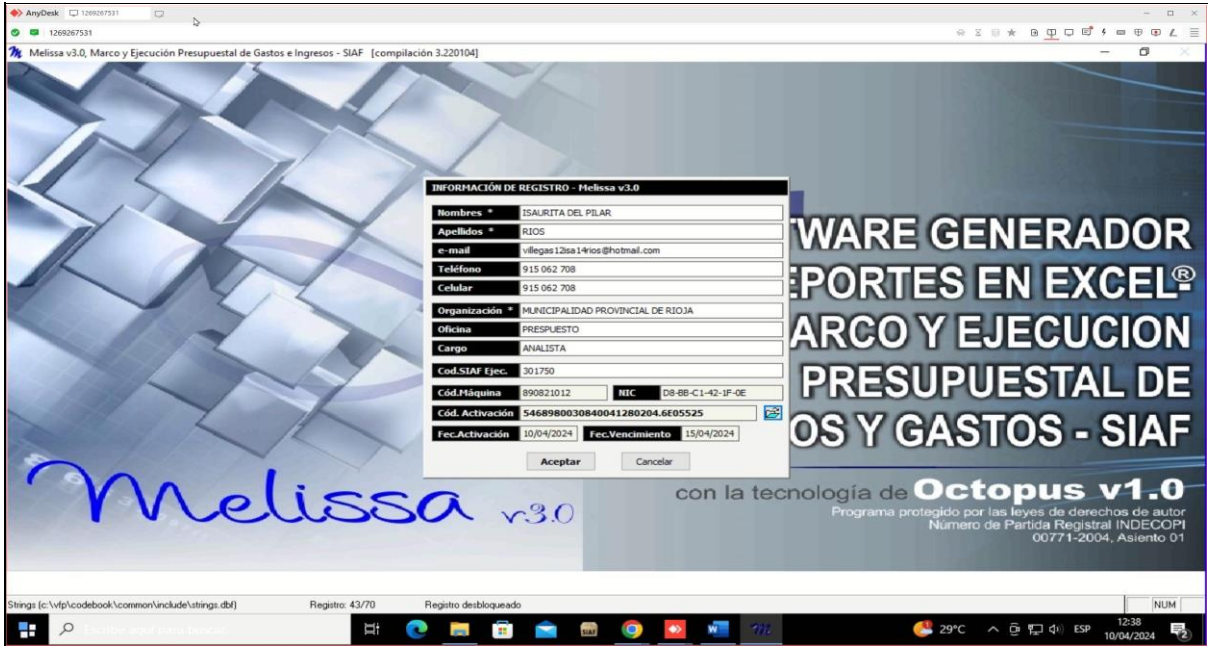 AnyDesk 1269267531
1269267531
Melissa v3.0, Marco y Ejecución Presupuestal de Gastos e Ingresos - SIAF [compilación 3.220104]
INFORMACIÓN DE REGISTRO - Melissa v3.0
Nombres * ISAURITA DEL PILAR
Apellidos * RIOS
e-mail villegas12isa14rios@hotmail.com
Teléfono 915 062 708
Celular 915 062 708
Organización * MUNICIPALIDAD PROVINCIAL DE RIOJA
Oficina PRESPUESTO
Cargo ANALISTA
Cod.SIAF Ejec. 301750
Cód.Máquina 890821012 NIC D8-BB-C1-42-1F-0E
Cód. Activación 5468980030840041280204.6E05525
Fec.Activación 10/04/2024 Fec.Vencimiento 15/04/2024
Aceptar Cancelar
WARE GENERADOR
EPORTES EN EXCEL®
ARCO Y EJECUCION
PRESUPUESTAL DE
OS Y GASTOS - SIAF
Melissa v3.0
con la tecnología de Octopus v1.0
Programa protegido por las leyes de derechos de autor
Número de Partida Registral INDECOPI
00771-2004, Asiento 01
Strings (c:\vfp\codebook\common\include\strings.dbf) Registro: 43/70 Registro desbloqueado NUM
Escribe aquí para buscar
29°C ESP 12:38
10/04/2024 2